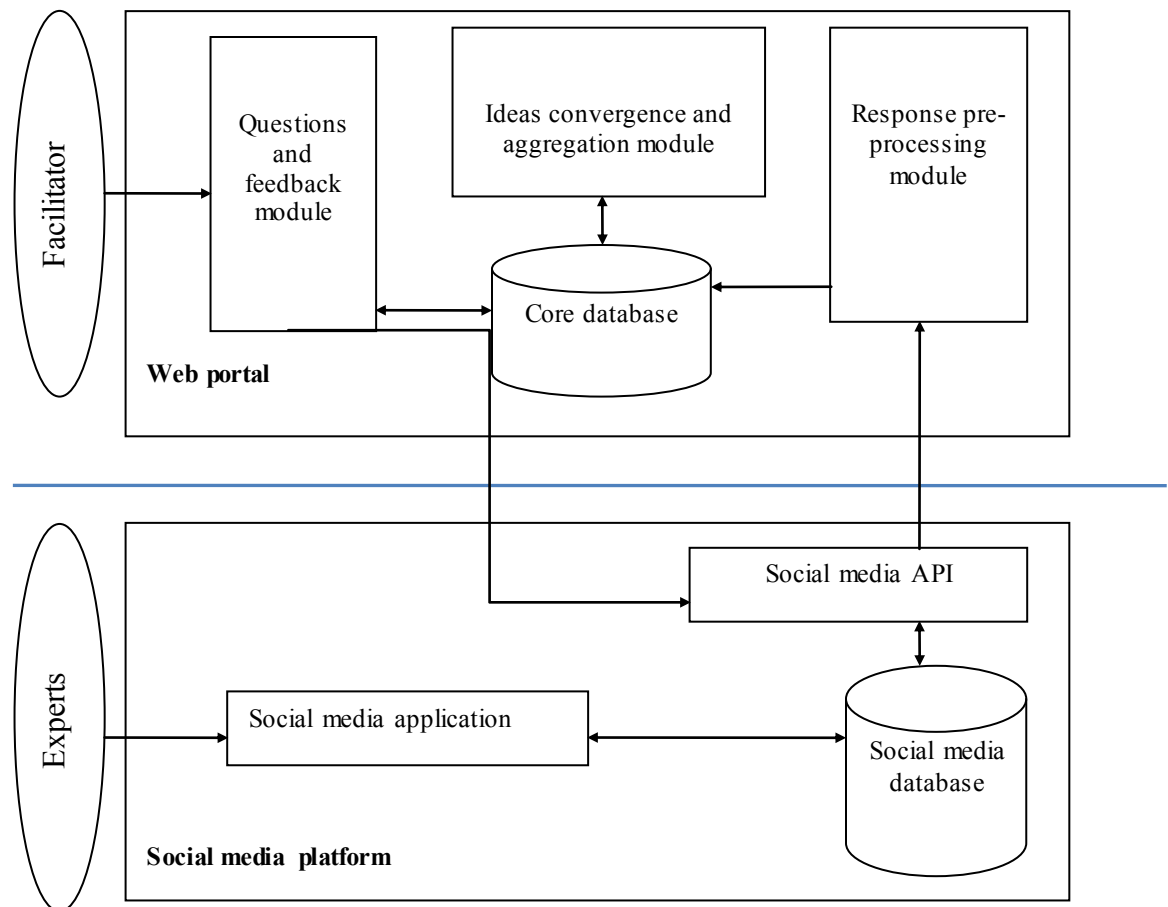 Facilitator
Questions
and
feedback
module
Ideas convergence and
aggregation module
Response pre-
processing
module
Core database
Web portal
Experts
Social media API
Social media application
Social media
database
Social media platform